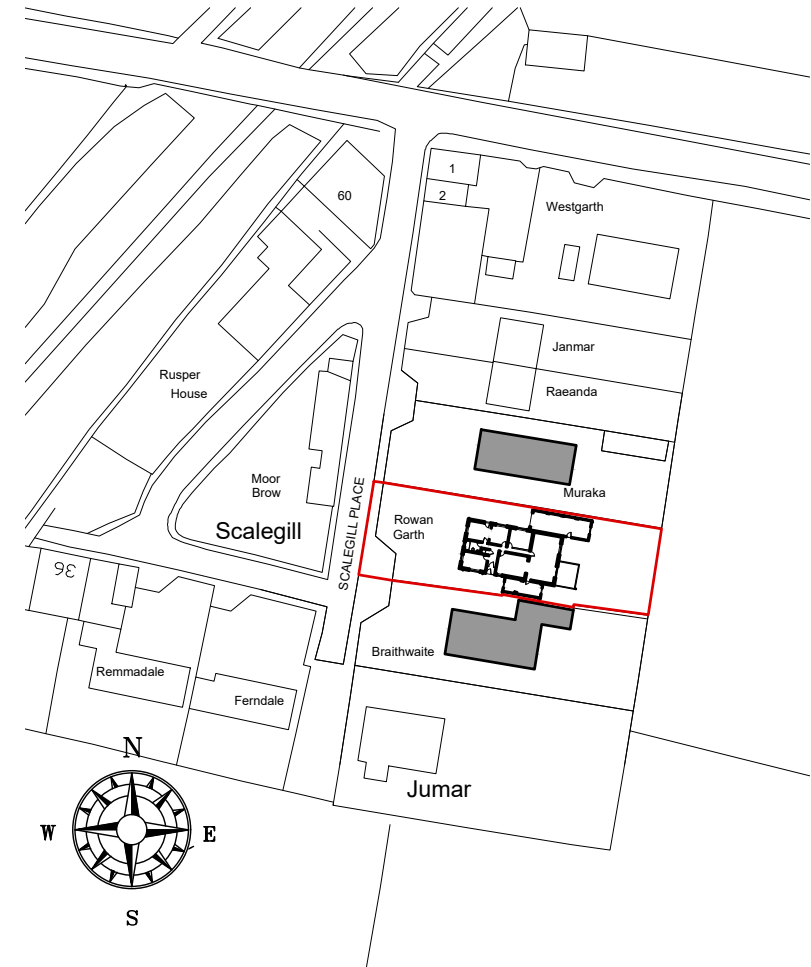 1
2
60
Westgarth
Janmar
Raeanda
Rusper
House
Moor
Brow
Scalegill
SCALEGILL PLACE
Muraka
Rowan
Garth
36
Braithwaite
Remmadale
Ferndale
Jumar
N
W
E
S